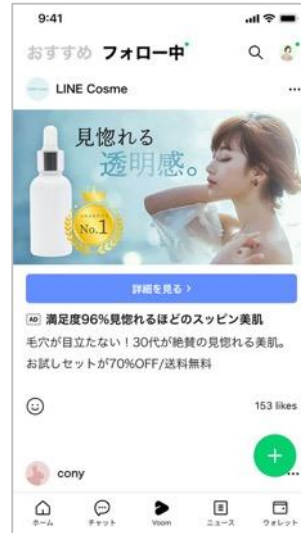 9:41
おすすめ フォロー中
LINE Cosme
見惚れる
透明感。
No.1
詳細を見る >
AD 満足度96%見惚れるほどのスッピン美肌
毛穴が目立たない！30代が絶賛の見惚れる美肌。
お試しセットが70%OFF/送料無料
153 likes
cony
ホーム チャット Voom ニュース ウォレット